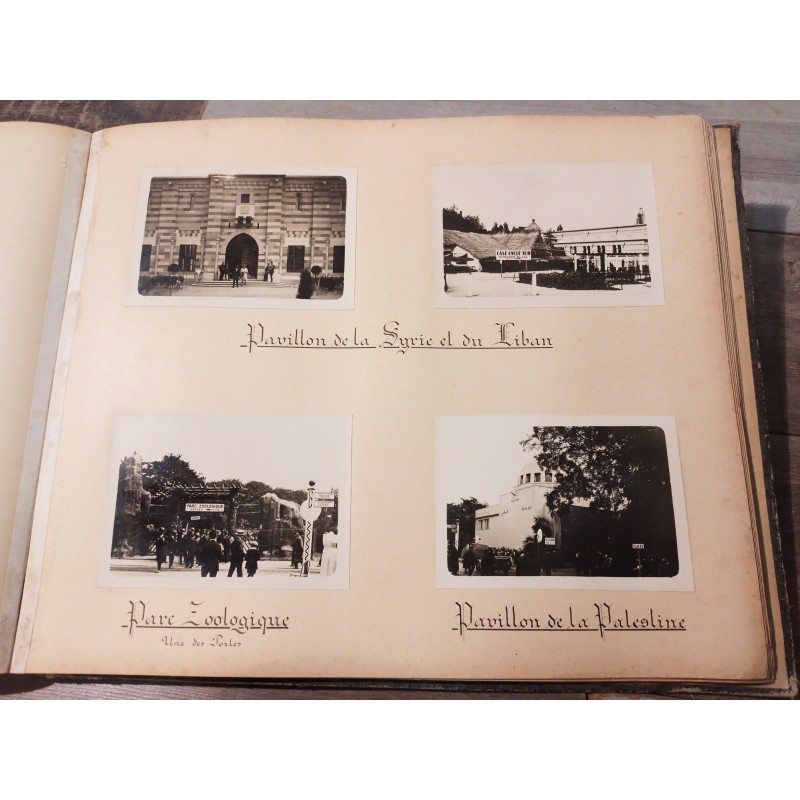 CASE ONCLE TOM
Pavillon de la Syrie et du Liban
PARC ZOOLOGIQUE
Parc Zoologique
Une des Portes
Pavillon de la Palestine